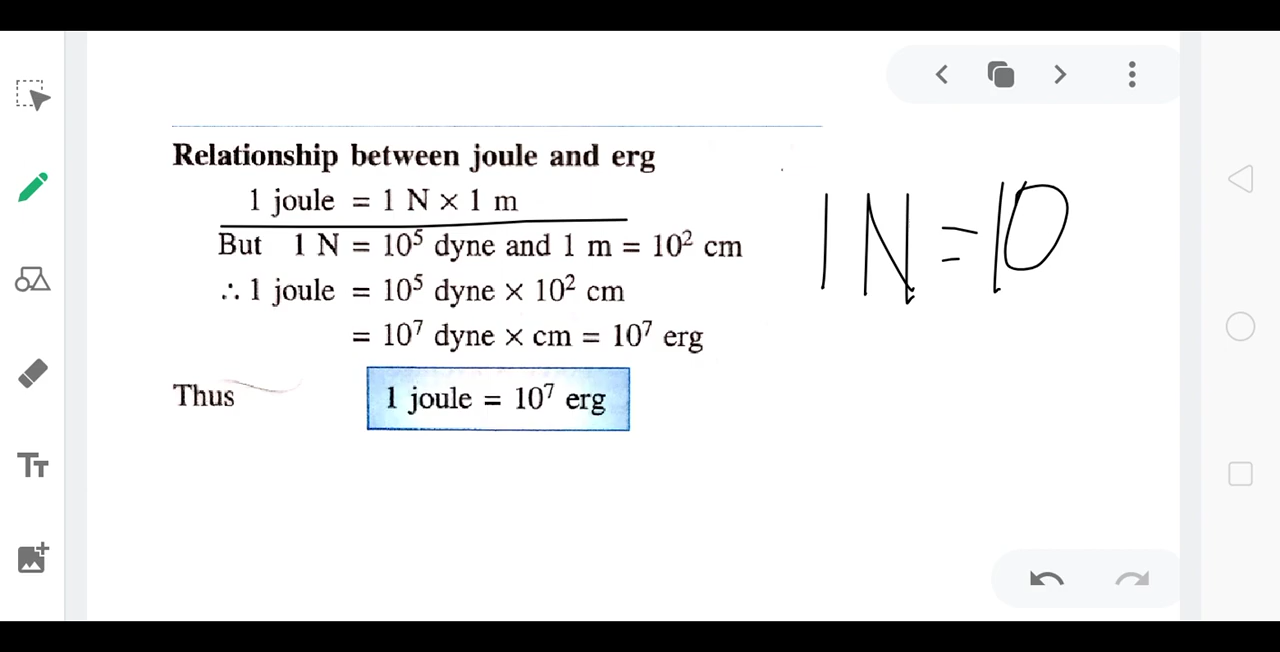 Relationship between joule and erg
1 joule = 1 N × 1 m
But 1 N = 10⁵ dyne and 1 m = 10² cm
∴ 1 joule = 10⁵ dyne × 10² cm
= 10⁷ dyne × cm = 10⁷ erg
Thus 1 joule = 10⁷ erg
1 N = 10
TT